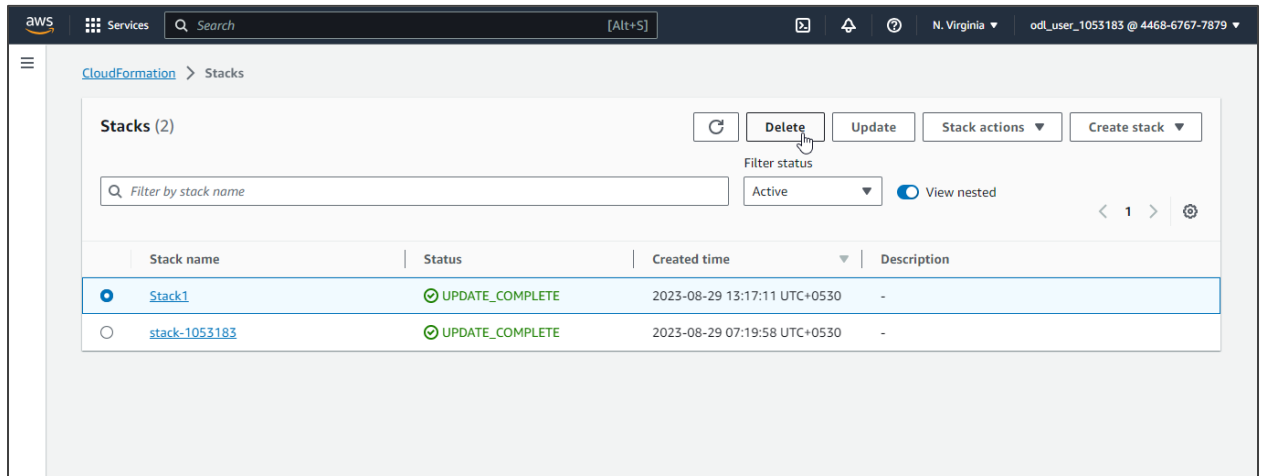 aws Services Search [Alt+S] N. Virginia odl_user_1053183 @ 4468-6767-7879
CloudFormation Stacks
Stacks (2) Delete Update Stack actions Create stack
Filter status
Filter by stack name Active View nested
1
Stack name Status Created time Description
Stack1 UPDATE_COMPLETE 2023-08-29 13:17:11 UTC+0530 -
stack-1053183 UPDATE_COMPLETE 2023-08-29 07:19:58 UTC+0530 -